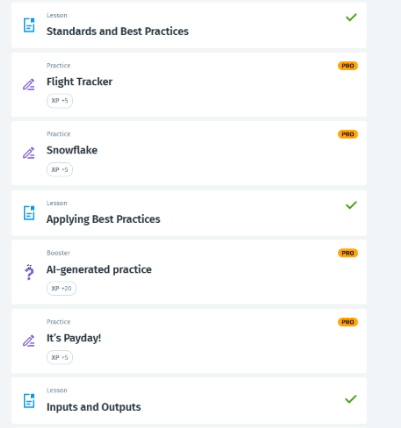 Lesson
Standards and Best Practices
Practice
PRO
Flight Tracker
XP +5
Practice
PRO
Snowflake
XP +5
Lesson
Applying Best Practices
Booster
PRO
AI-generated practice
XP +20
Practice
PRO
It's Payday!
XP +5
Lesson
Inputs and Outputs